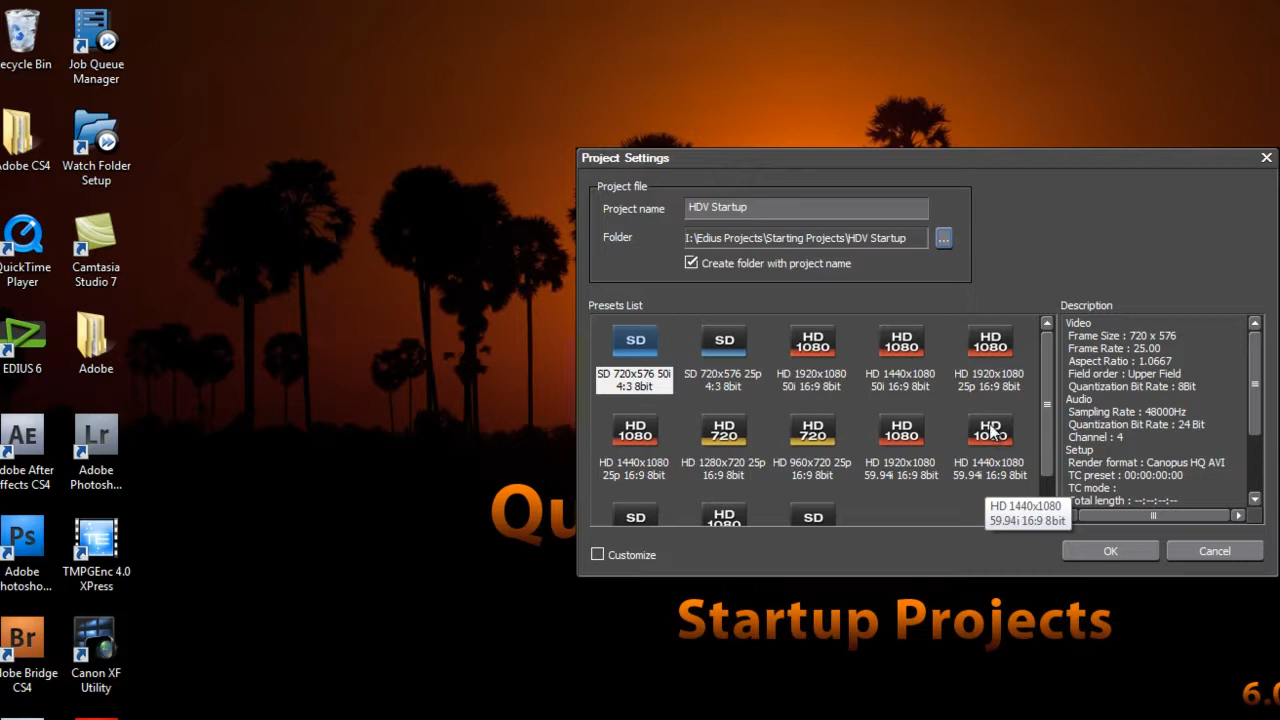 ecycle Bin
Job Queue
Manager
Adobe CS4
Watch Folder
Setup
QuickTime
Player
Camtasia
Studio 7
EDIUS 6
Adobe
AE
Lr
Adobe After
ffects CS4
Adobe
Photosh...
Ps
TE
Adobe
hotosho...
TMPGEnc 4.0
XPress
Br
dobe Bridge
CS4
Canon XF
Utility
Project Settings
Project file
Project name
HDV Startup
Folder
I:\Edius Projects\Starting Projects\HDV Startup
...
Create folder with project name
Presets List
SD
SD
HD
1080
HD
1080
HD
1080
SD 720x576 50i
4:3 8bit
SD 720x576 25p
4:3 8bit
HD 1920x1080
50i 16:9 8bit
HD 1440x1080
50i 16:9 8bit
HD 1920x1080
25p 16:9 8bit
HD
1080
HD
720
HD
720
HD
1080
HD
1080
HD 1440x1080
25p 16:9 8bit
HD 1280x720 25p
16:9 8bit
HD 960x720 25p
16:9 8bit
HD 1920x1080
59.94i 16:9 8bit
HD 1440x1080
59.94i 16:9 8bit
SD
HD
1080
SD
HD 1440x1080
59.94i 16:9 8bit
Description
Video
Frame Size : 720 x 576
Frame Rate : 25.00
Aspect Ratio : 1.0667
Field order : Upper Field
Quantization Bit Rate : 8Bit
Audio
Sampling Rate : 48000Hz
Quantization Bit Rate : 24 Bit
Channel : 4
Setup
Render format : Canopus HQ AVI
TC preset : 00:00:00:00
TC mode :
Total length : --:--:--:--
Customize
OK
Cancel
Qu
Startup Projects
6.